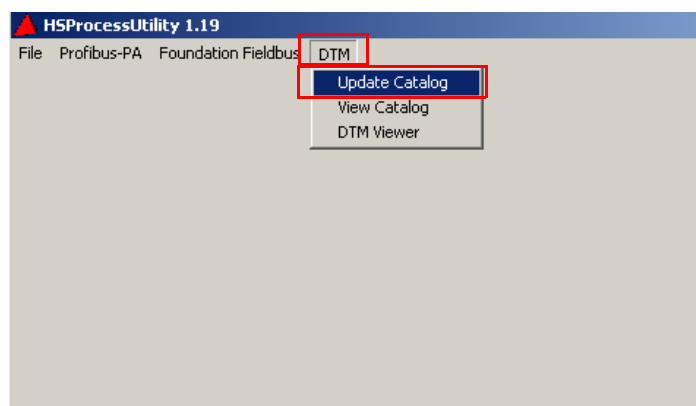 HSProcessUtility 1.19
File Profibus-PA Foundation Fieldbus DTM
Update Catalog
View Catalog
DTM Viewer